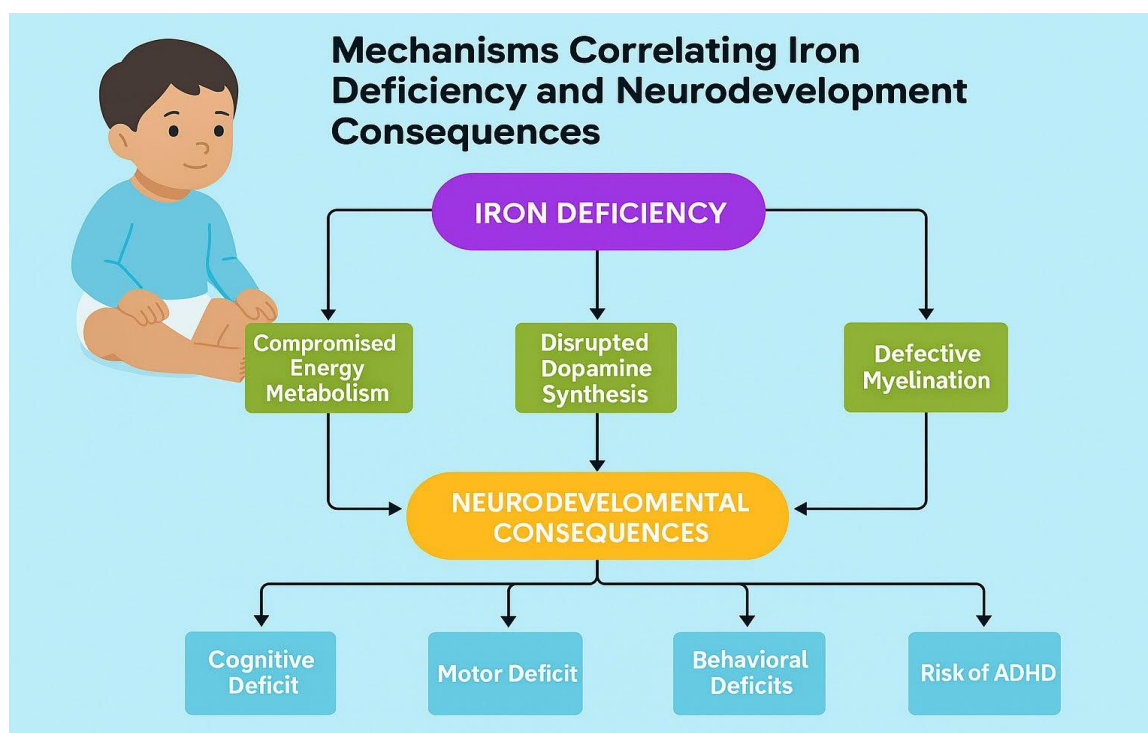 Mechanisms Correlating Iron
Deficiency and Neurodevelopment
Consequences
IRON DEFICIENCY
Compromised
Energy
Metabolism
Disrupted
Dopamine
Synthesis
Defective
Myelination
NEURODEVELOMENTAL
CONSEQUENCES
Cognitive
Deficit
Motor Deficit
Behavioral
Deficits
Risk of ADHD